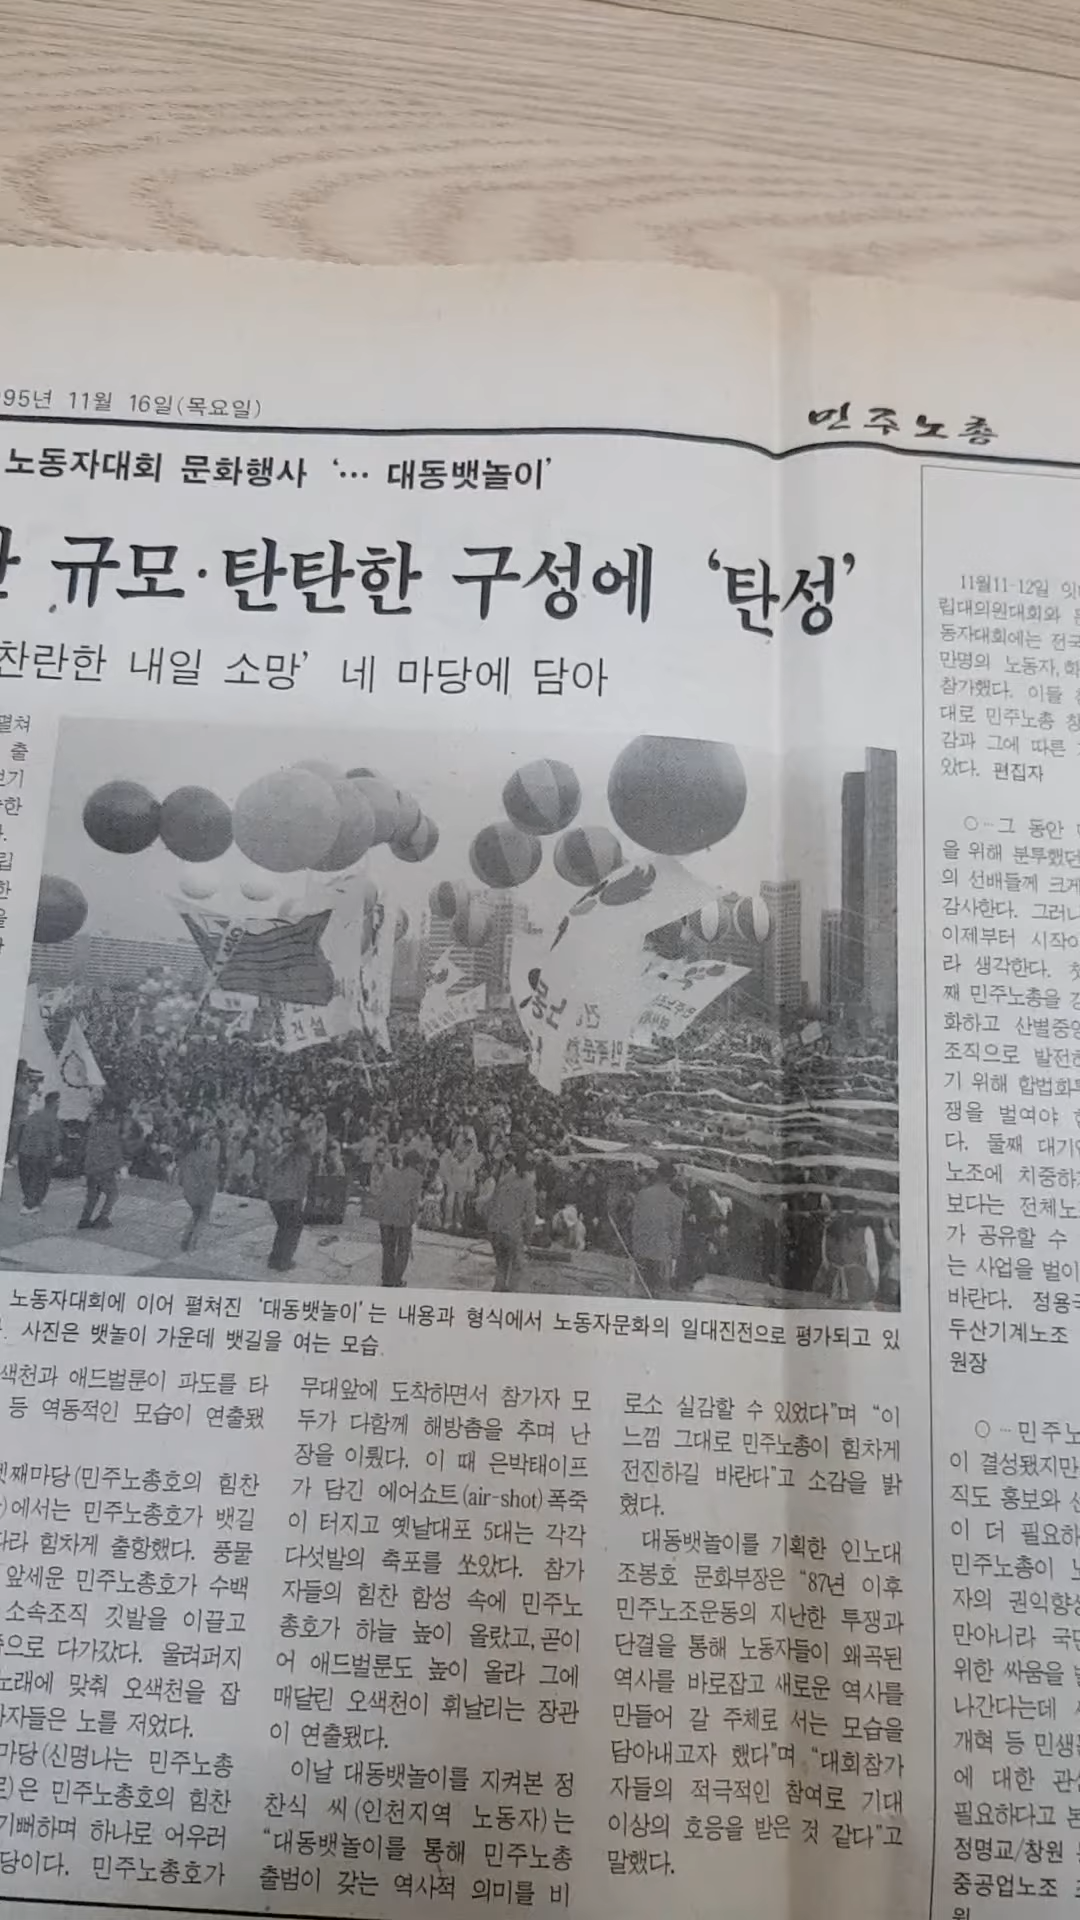 95년 11월 16일(목요일)
민주노총
노동자대회 문화행사 ‘… 대동뱃놀이’
규모·탄탄한 구성에 ‘탄성’
찬란한 내일 소망’ 네 마당에 담아
펼쳐
출
노동자대회에 이어 펼쳐진 ‘대동뱃놀이’는 내용과 형식에서 노동자문화의 일대진전으로 평가되고 있
사진은 뱃놀이 가운데 뱃길을 여는 모습.
색천과 애드벌룬이 파도를 타
등 역동적인 모습이 연출됐
넷째마당(민주노총호의 힘찬
)에서는 민주노총호가 뱃길
따라 힘차게 출항했다. 풍물
앞세운 민주노총호가 수백
소속조직 깃발을 이끌고
으로 다가갔다. 울려퍼지
노래에 맞춰 오색천을 잡
자들은 노를 저었다.
마당(신명나는 민주노총
)은 민주노총호의 힘찬
기뻐하며 하나로 어우러
당이다. 민주노총호가
무대앞에 도착하면서 참가자 모
두가 다함께 해방춤을 추며 난
장을 이뤘다. 이 때 은박테이프
가 담긴 에어쇼트(air-shot)폭죽
이 터지고 옛날대포 5대는 각각
다섯발의 축포를 쏘았다. 참가
자들의 힘찬 함성 속에 민주노
총호가 하늘 높이 올랐고, 곧이
어 애드벌룬도 높이 올라 그에
매달린 오색천이 휘날리는 장관
이 연출됐다.
이날 대동뱃놀이를 지켜본 정
찬식 씨(인천지역 노동자)는
“대동뱃놀이를 통해 민주노총
출범이 갖는 역사적 의미를 비
로소 실감할 수 있었다”며 “이
느낌 그대로 민주노총이 힘차게
전진하길 바란다”고 소감을 밝
혔다.
대동뱃놀이를 기획한 인노대
조봉호 문화부장은 “87년 이후
민주노조운동의 지난한 투쟁과
단결을 통해 노동자들이 왜곡된
역사를 바로잡고 새로운 역사를
만들어 갈 주체로 서는 모습을
담아내고자 했다”며 “대회참가
자들의 적극적인 참여로 기대
이상의 호응을 받은 것 같다”고
말했다.
11월11-12일
립대의원대회와
동자대회에는 전국
만명의 노동자,
참가했다. 이들
대로 민주노총
감과 그에 따른
았다. 편집자
○…그 동안
을 위해 분투했던
의 선배들께 크게
감사한다. 그러나
이제부터 시작이
라 생각한다. 첫
째 민주노총을 강
화하고 산별중앙
조직으로 발전하
기 위해 합법화투
쟁을 벌여야 한
다. 둘째 대기업
노조에 치중하기
보다는 전체노
가 공유할 수
는 사업을 벌이
바란다. 정용
두산기계노조
원장
○…민주노
이 결성됐지만
직도 홍보와 선
이 더 필요하
민주노총이 노
자의 권익향상
만아니라 국민
위한 싸움을
나간다는데
개혁 등 민생
에 대한 관심
필요하다고 본
정명교/창원
중공업노조
원